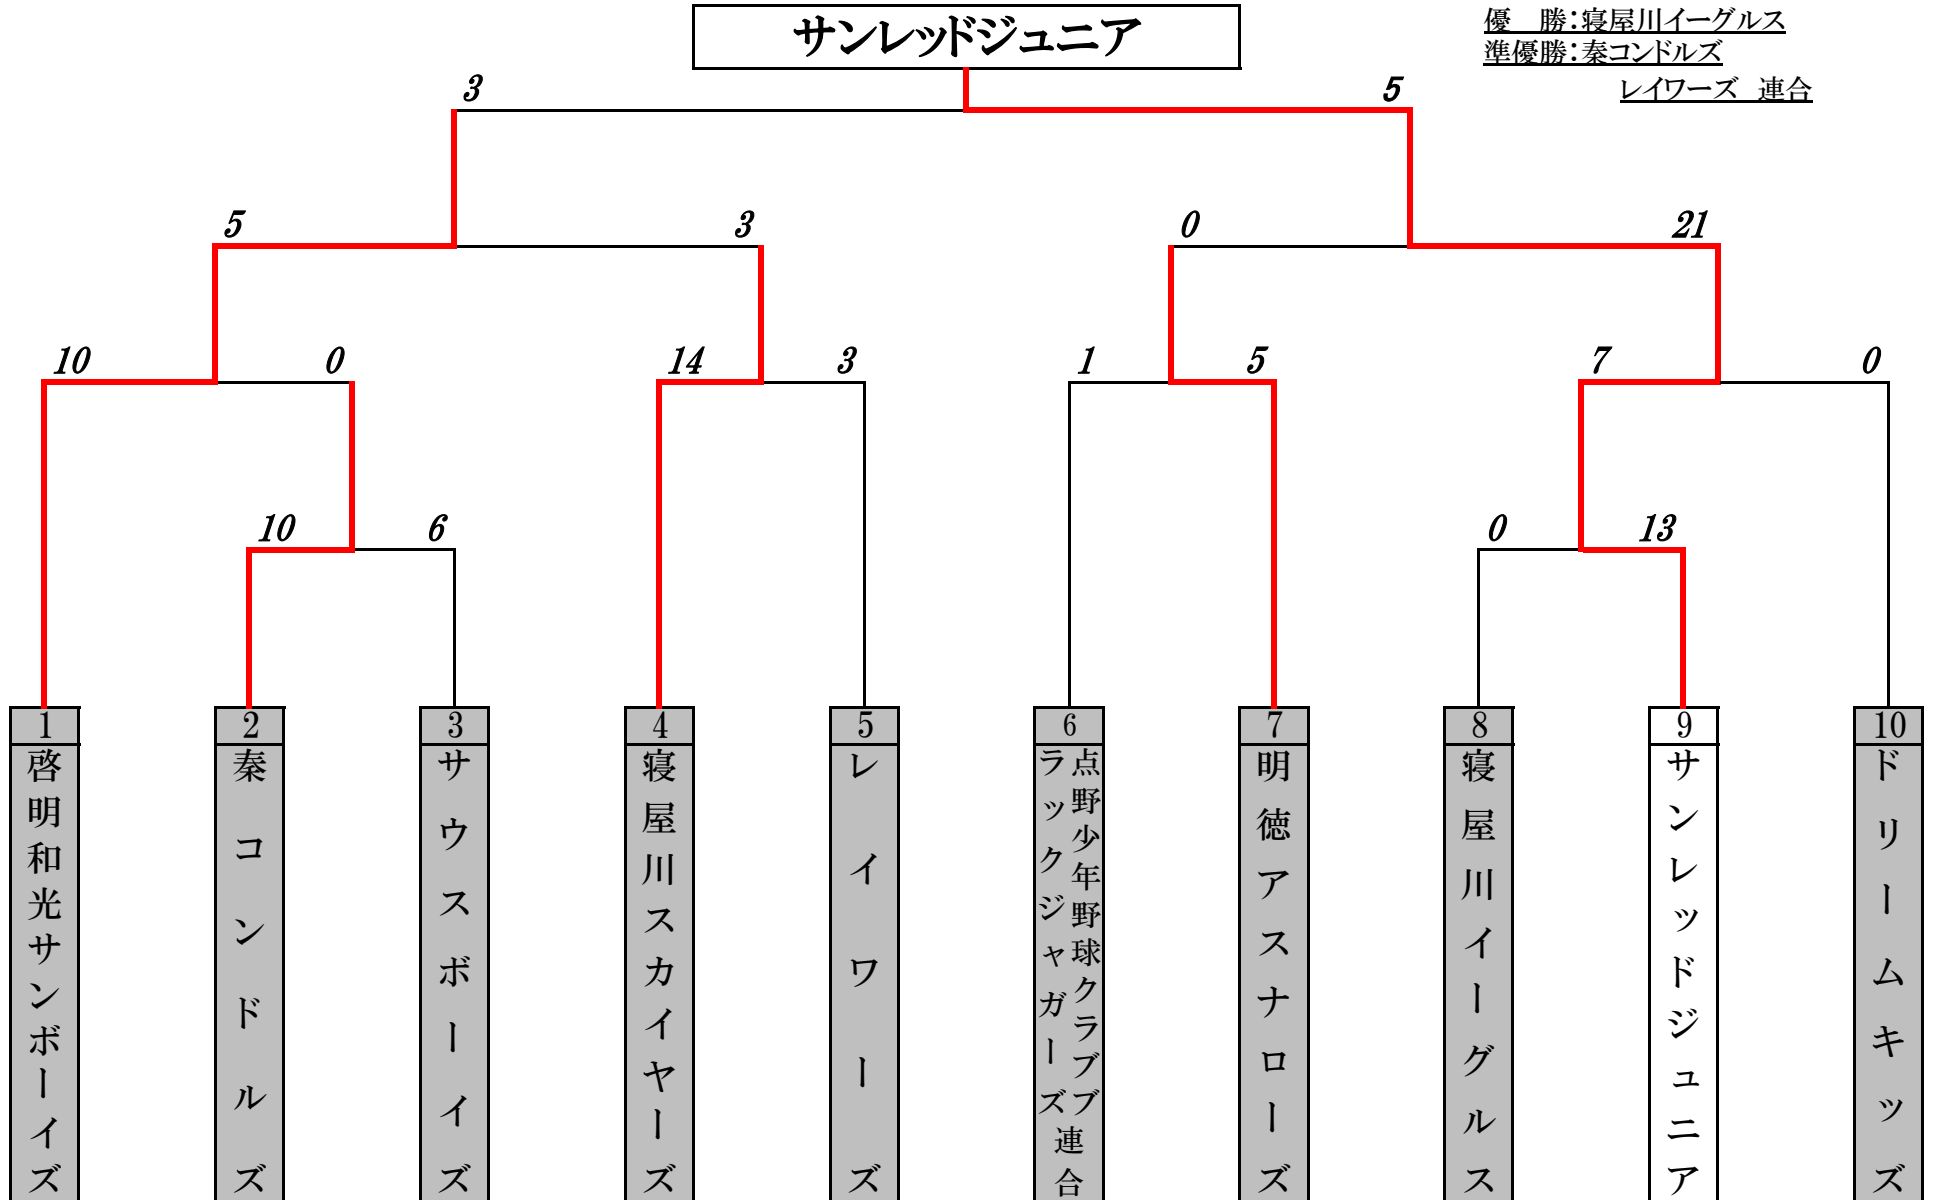 サンレッドジュニア
優　勝：寝屋川イーグルス
準優勝：秦コンドルズ
レイワーズ　連合
3
5
5
3
0
21
10
0
14
3
1
5
7
0
10
6
0
13
1
啓明和光サンボーイズ
2
秦コンドルズ
3
サウスボーイズ
4
寝屋川スカイヤーズ
5
レイワーズ
6
点野少年野球クラブブ
ラックジャガーズ
連合
7
明徳アスナローズ
8
寝屋川イーグルス
9
サンレッドジュニア
10
ドリームキッズ